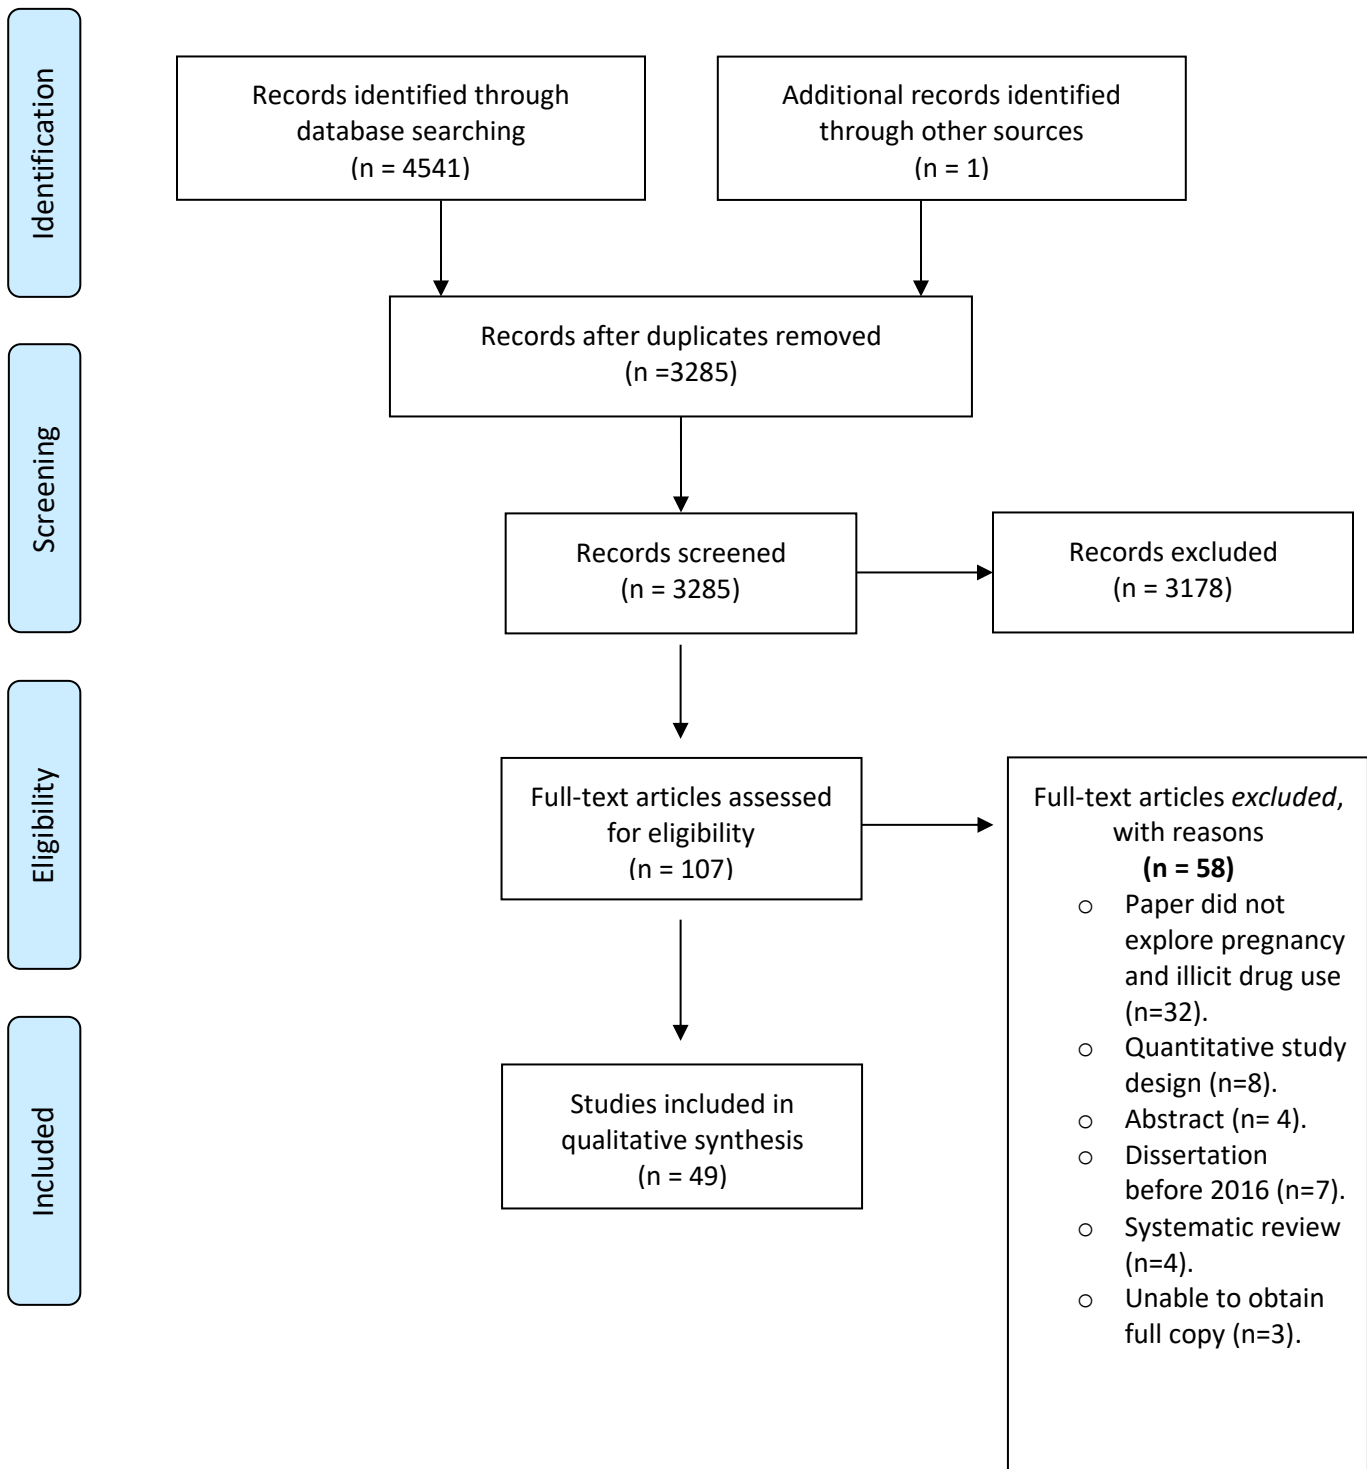 Identification
Records identified through
database searching
(n = 4541)
Additional records identified
through other sources
(n = 1)
Records after duplicates removed
(n =3285)
Screening
Records screened
(n = 3285)
Records excluded
(n = 3178)
Eligibility
Full-text articles assessed
for eligibility
(n = 107)
Full-text articles excluded,
with reasons
(n = 58)
o Paper did not
explore pregnancy
and illicit drug use
(n=32).
o Quantitative study
design (n=8).
o Abstract (n= 4).
o Dissertation
before 2016 (n=7).
o Systematic review
(n=4).
o Unable to obtain
full copy (n=3).
Included
Studies included in
qualitative synthesis
(n = 49)